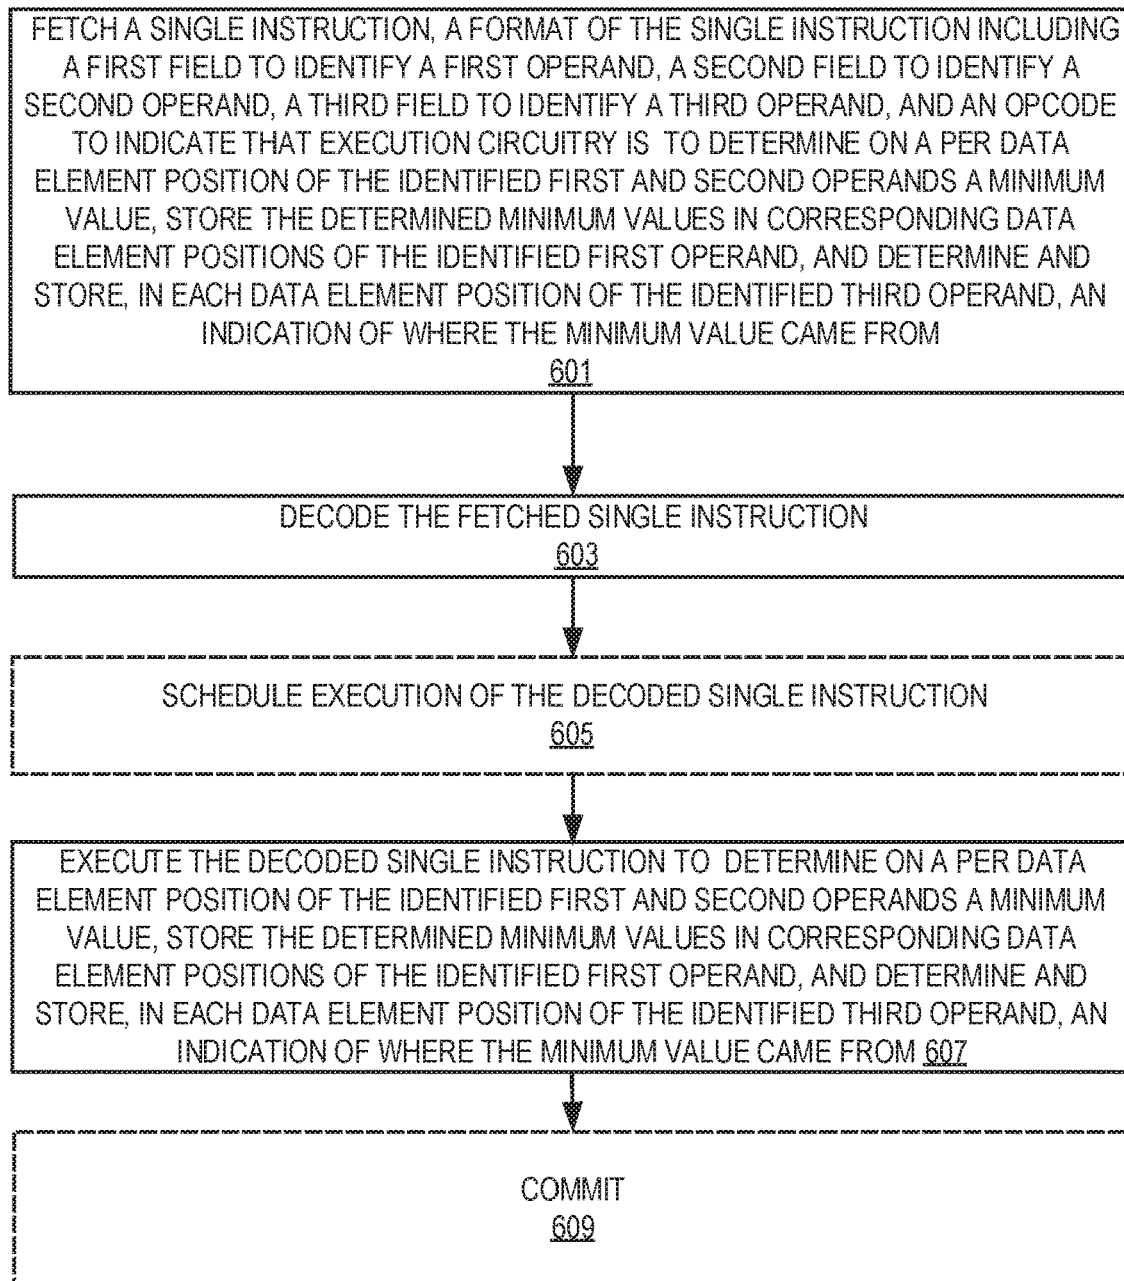 FETCH A SINGLE INSTRUCTION, A FORMAT OF THE SINGLE INSTRUCTION INCLUDING
A FIRST FIELD TO IDENTIFY A FIRST OPERAND, A SECOND FIELD TO IDENTIFY A
SECOND OPERAND, A THIRD FIELD TO IDENTIFY A THIRD OPERAND, AND AN OPCODE
TO INDICATE THAT EXECUTION CIRCUITRY IS TO DETERMINE ON A PER DATA
ELEMENT POSITION OF THE IDENTIFIED FIRST AND SECOND OPERANDS A MINIMUM
VALUE, STORE THE DETERMINED MINIMUM VALUES IN CORRESPONDING DATA
ELEMENT POSITIONS OF THE IDENTIFIED FIRST OPERAND, AND DETERMINE AND
STORE, IN EACH DATA ELEMENT POSITION OF THE IDENTIFIED THIRD OPERAND, AN
INDICATION OF WHERE THE MINIMUM VALUE CAME FROM
601
DECODE THE FETCHED SINGLE INSTRUCTION
603
SCHEDULE EXECUTION OF THE DECODED SINGLE INSTRUCTION
605
EXECUTE THE DECODED SINGLE INSTRUCTION TO DETERMINE ON A PER DATA
ELEMENT POSITION OF THE IDENTIFIED FIRST AND SECOND OPERANDS A MINIMUM
VALUE, STORE THE DETERMINED MINIMUM VALUES IN CORRESPONDING DATA
ELEMENT POSITIONS OF THE IDENTIFIED FIRST OPERAND, AND DETERMINE AND
STORE, IN EACH DATA ELEMENT POSITION OF THE IDENTIFIED THIRD OPERAND, AN
INDICATION OF WHERE THE MINIMUM VALUE CAME FROM 607
COMMIT
609